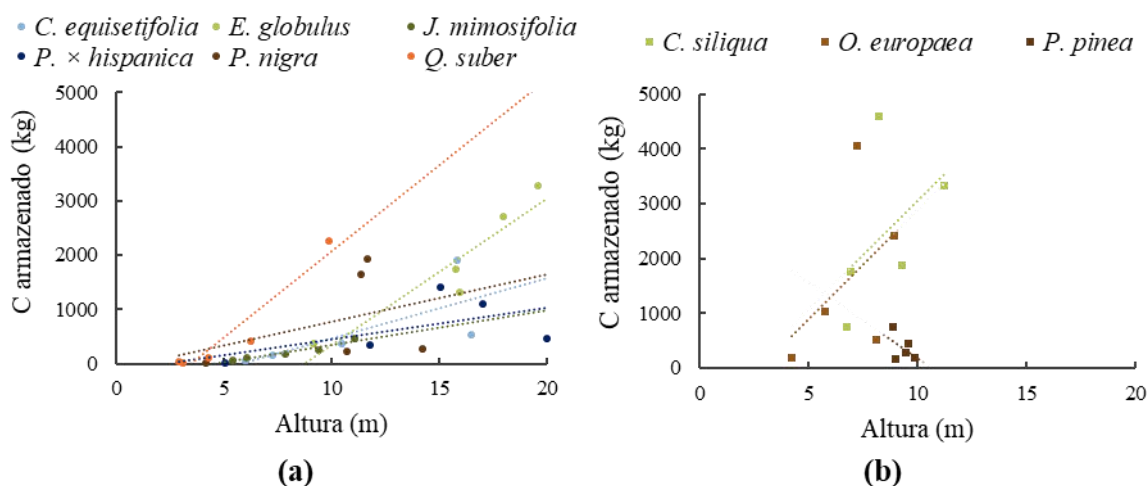 C. equisetifolia E. globulus J. mimosifolia
P. × hispanica P. nigra Q. suber
C armazenado (kg)
5000
4000
3000
2000
1000
0
0 5 10 15 20
Altura (m)
(a)
C. siliqua O. europaea P. pinea
C armazenado (kg)
5000
4000
3000
2000
1000
0
0 5 10 15 20
Altura (m)
(b)